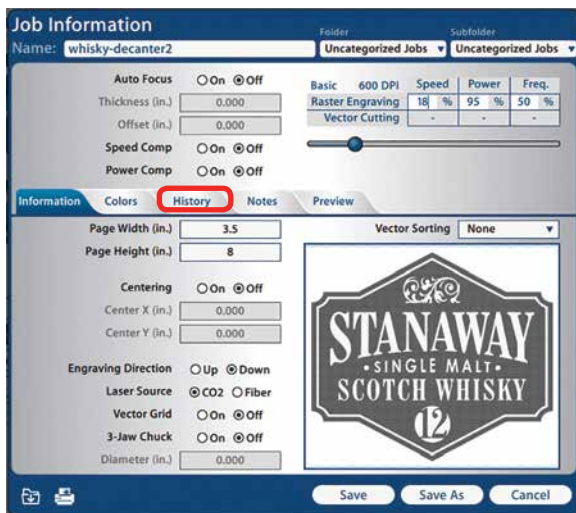 Job Information
Folder
Subfolder
Name: whisky-decanter2
Uncategorized Jobs
Uncategorized Jobs
Auto Focus On Off
Thickness (in.) 0.000
Offset (in.) 0.000
Speed Comp On Off
Power Comp On Off
Basic 600 DPI Speed Power Freq.
Raster Engraving 18 % 95 % 50 %
Vector Cutting - - -
Information Colors History Notes Preview
Page Width (in.) 3.5
Page Height (in.) 8
Centering On Off
Center X (in.) 0.000
Center Y (in.) 0.000
Engraving Direction Up Down
Laser Source CO2 Fiber
Vector Grid On Off
3-Jaw Chuck On Off
Diameter (in.) 0.000
Vector Sorting None
STANAWAY
•SINGLE MALT•
SCOTCH WHISKY
12
Save Save As Cancel